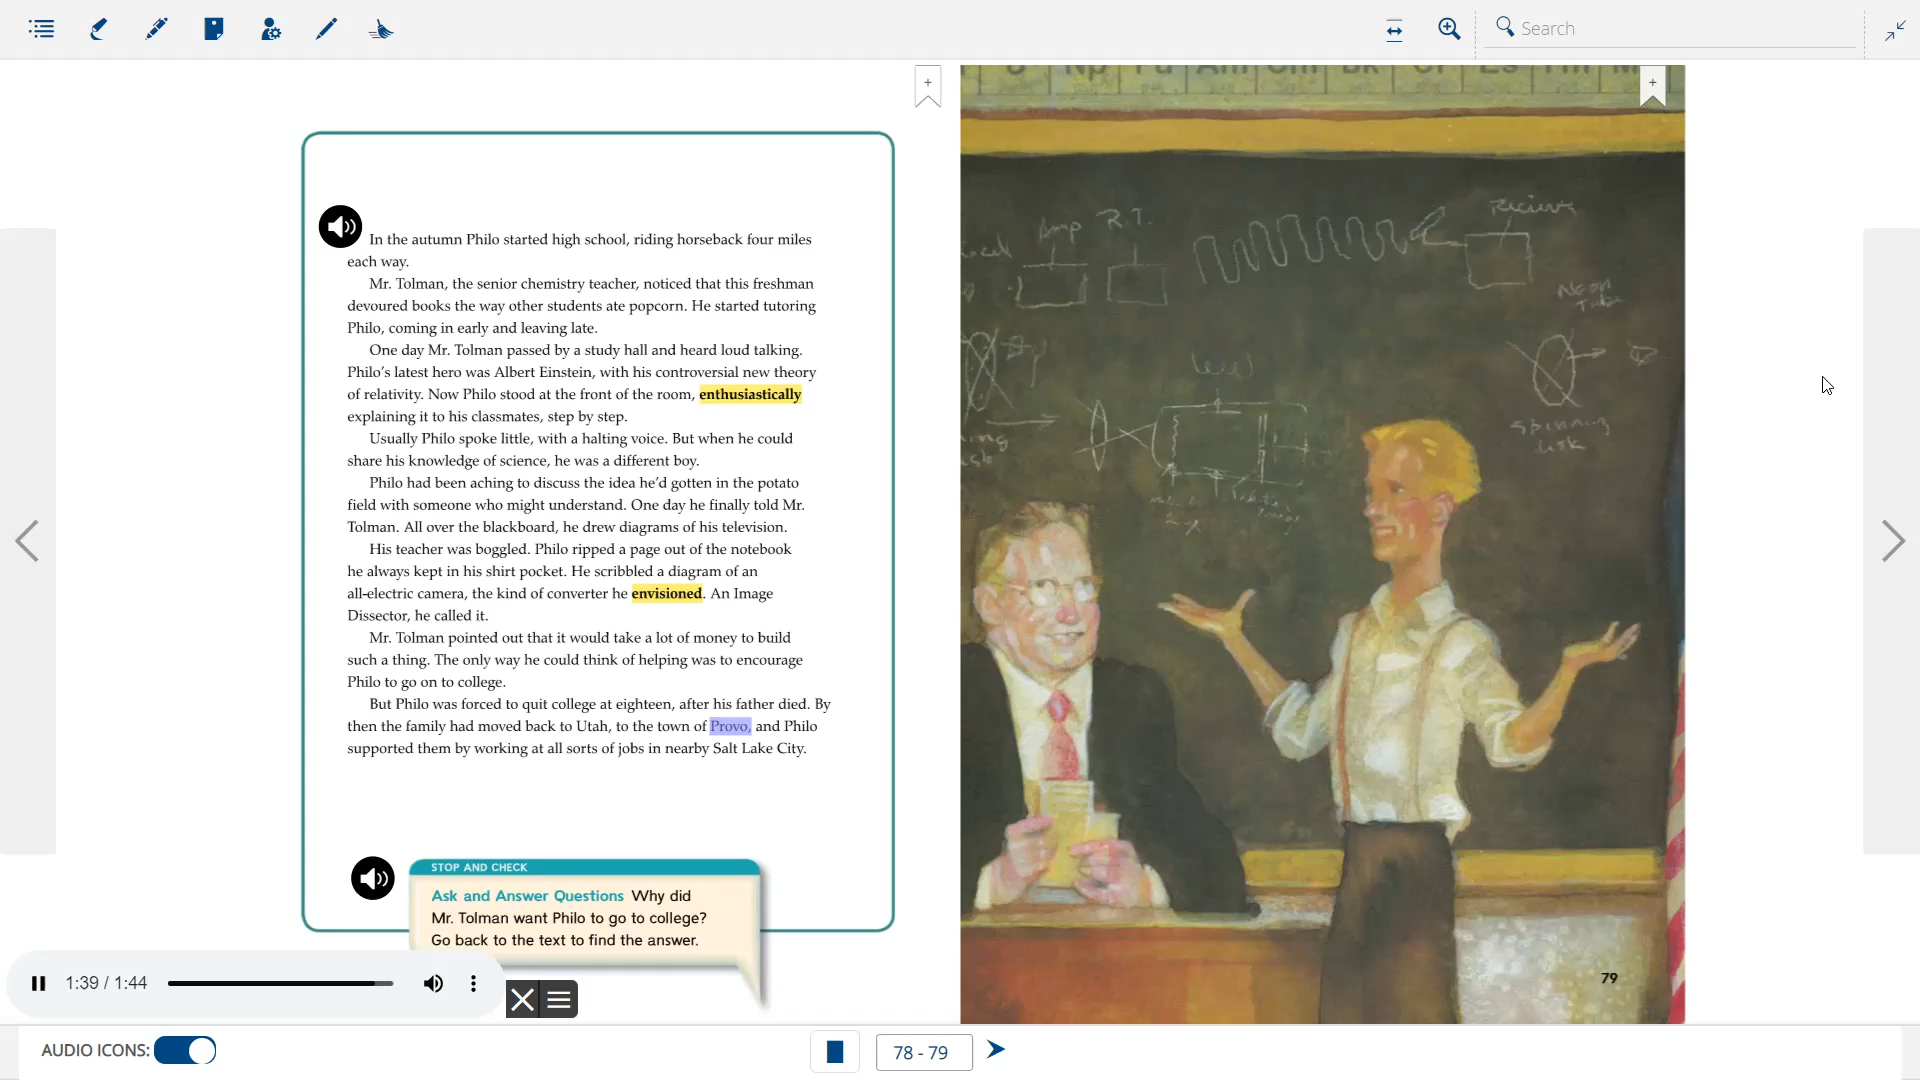 Search
In the autumn Philo started high school, riding horseback four miles
each way.
Mr. Tolman, the senior chemistry teacher, noticed that this freshman
devoured books the way other students ate popcorn. He started tutoring
Philo, coming in early and leaving late.
One day Mr. Tolman passed by a study hall and heard loud talking.
Philo’s latest hero was Albert Einstein, with his controversial new theory
of relativity. Now Philo stood at the front of the room, enthusiastically
explaining it to his classmates, step by step.
Usually Philo spoke little, with a halting voice. But when he could
share his knowledge of science, he was a different boy.
Philo had been aching to discuss the idea he’d gotten in the potato
field with someone who might understand. One day he finally told Mr.
Tolman. All over the blackboard, he drew diagrams of his television.
His teacher was boggled. Philo ripped a page out of the notebook
he always kept in his shirt pocket. He scribbled a diagram of an
all-electric camera, the kind of converter he envisioned. An Image
Dissector, he called it.
Mr. Tolman pointed out that it would take a lot of money to build
such a thing. The only way he could think of helping was to encourage
Philo to go on to college.
But Philo was forced to quit college at eighteen, after his father died. By
then the family had moved back to Utah, to the town of Provo, and Philo
supported them by working at all sorts of jobs in nearby Salt Lake City.
STOP AND CHECK
Ask and Answer Questions Why did
Mr. Tolman want Philo to go to college?
Go back to the text to find the answer.
1:39 / 1:44
Amp R.T.
Neon
Spinning
disk
79
AUDIO ICONS:
78 - 79